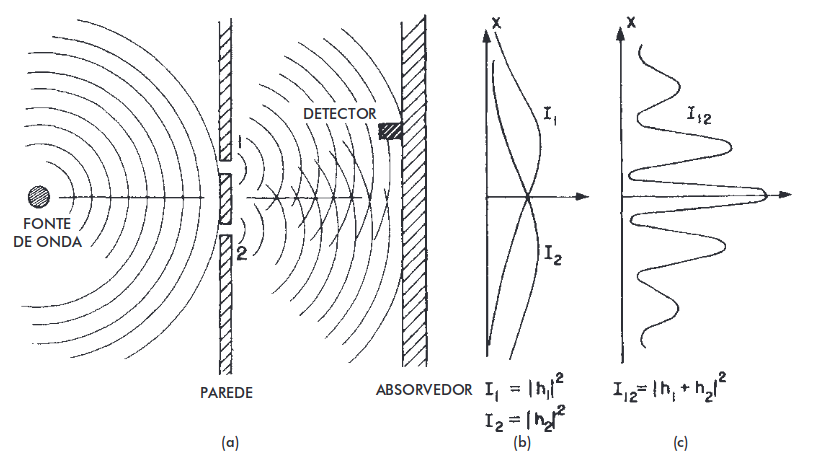 FONTE
DE ONDA
1
2
PAREDE
DETECTOR
ABSORVEDOR
(a)
x
I₁
I₂
I₁ = |h₁|²
I₂ = |h₂|²
(b)
x
I₁₂
I₁₂ = |h₁ + h₂|²
(c)